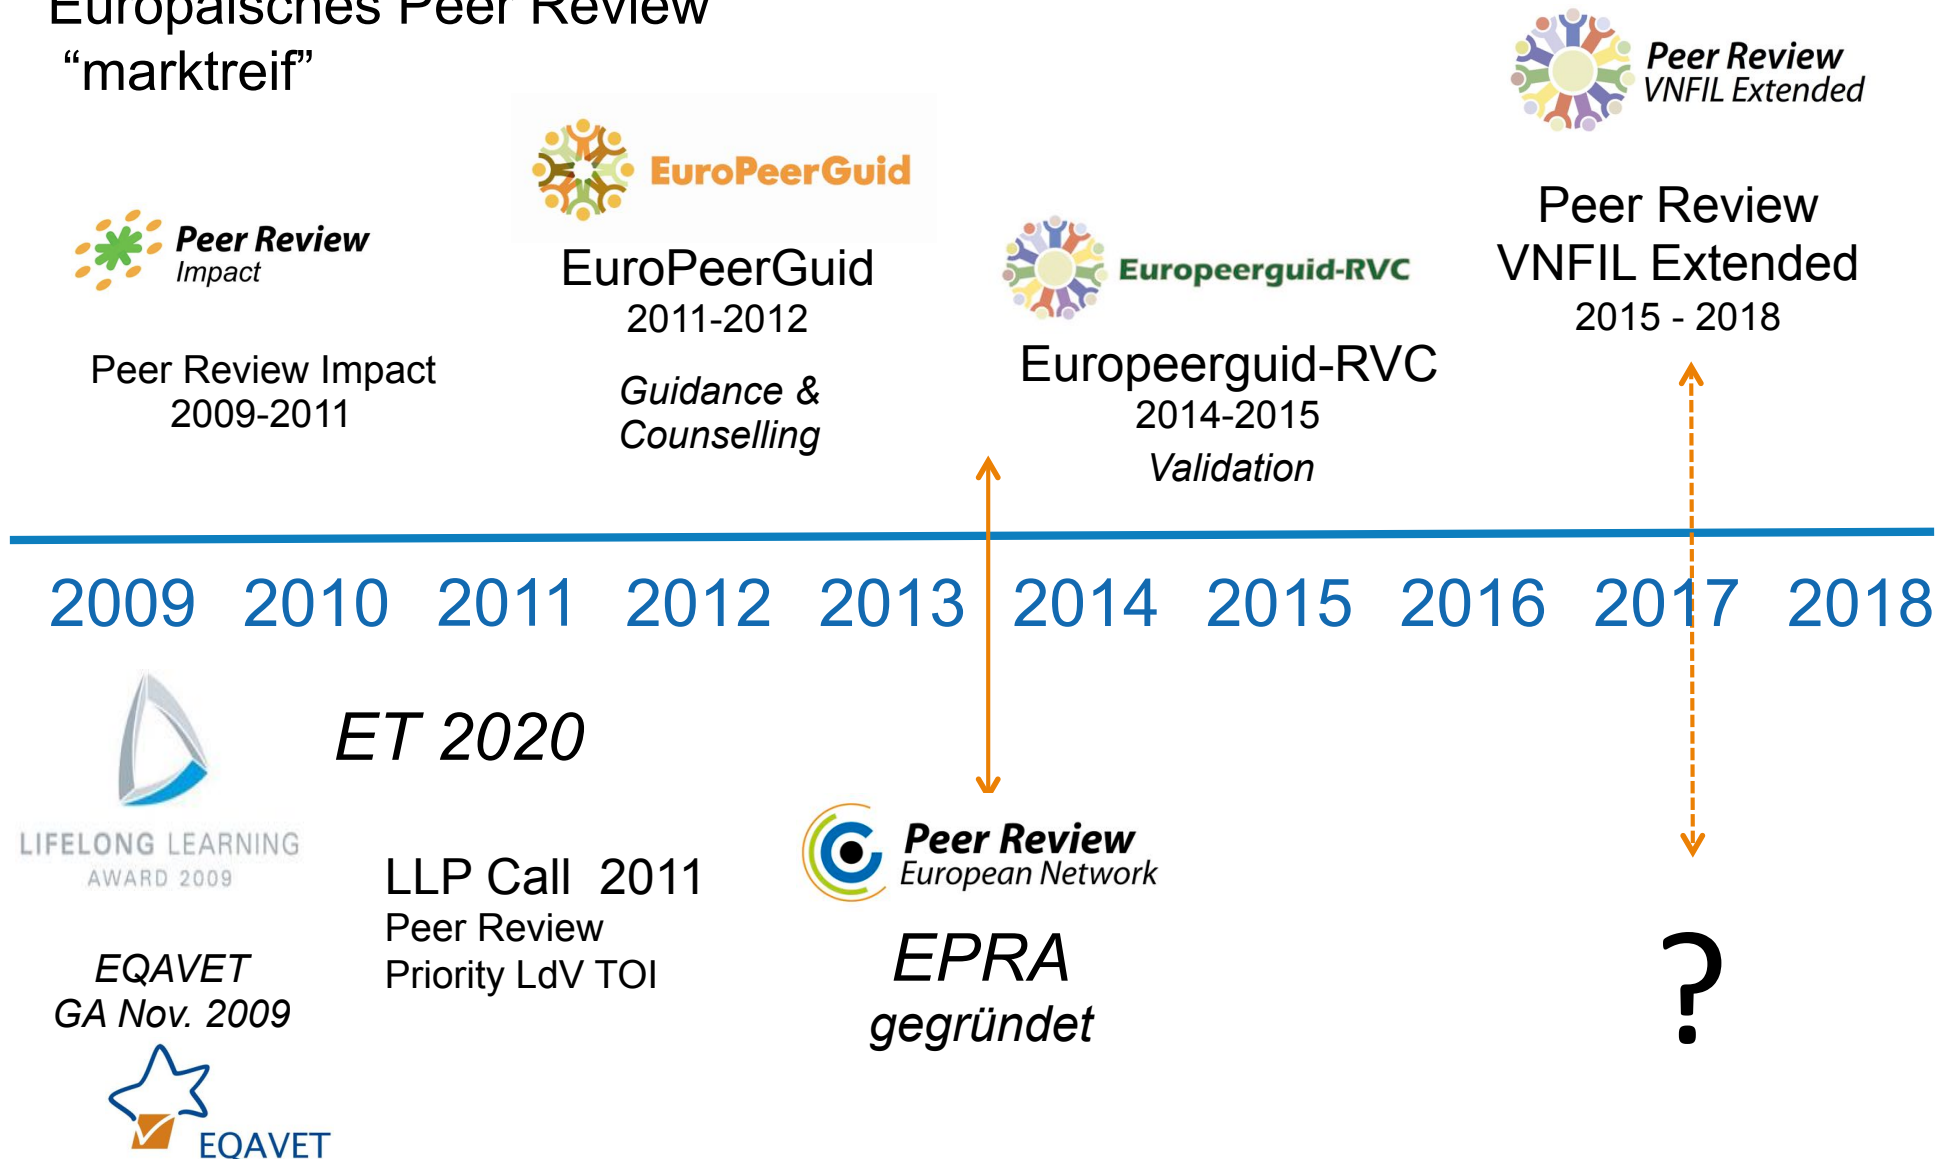 Europäisches Peer Review
“marktreif”
Peer Review
Impact
Peer Review Impact
2009-2011
EuroPeerGuid
EuroPeerGuid
2011-2012
Guidance &
Counselling
Europeerguid-RVC
Europeerguid-RVC
2014-2015
Validation
Peer Review
VNFIL Extended
Peer Review
VNFIL Extended
2015 - 2018
2009 2010 2011 2012 2013 2014 2015 2016 2017 2018
LIFELONG LEARNING
AWARD 2009
EQAVET
GA Nov. 2009
EQAVET
ET 2020
LLP Call 2011
Peer Review
Priority LdV TOI
Peer Review
European Network
EPRA
gegründet
?